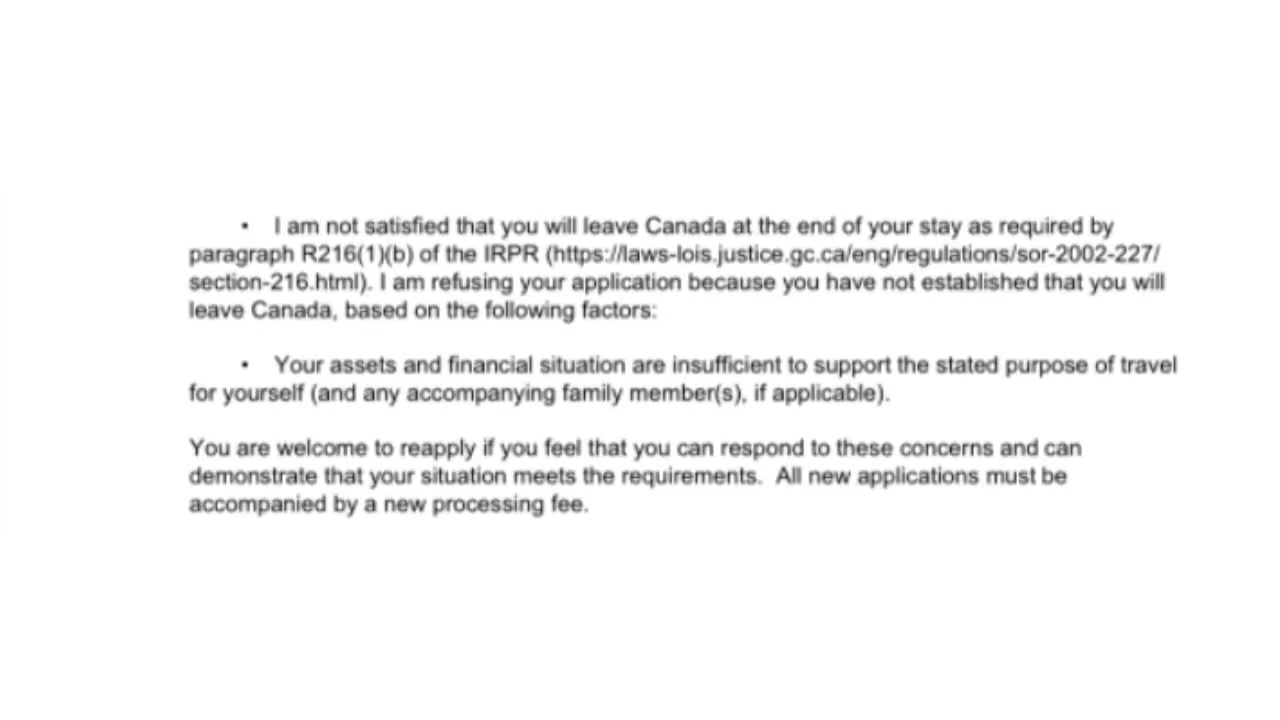 • I am not satisfied that you will leave Canada at the end of your stay as required by
paragraph R216(1)(b) of the IRPR (https://laws-lois.justice.gc.ca/eng/regulations/sor-2002-227/
section-216.html). I am refusing your application because you have not established that you will
leave Canada, based on the following factors:
• Your assets and financial situation are insufficient to support the stated purpose of travel
for yourself (and any accompanying family member(s), if applicable).
You are welcome to reapply if you feel that you can respond to these concerns and can
demonstrate that your situation meets the requirements.  All new applications must be
accompanied by a new processing fee.